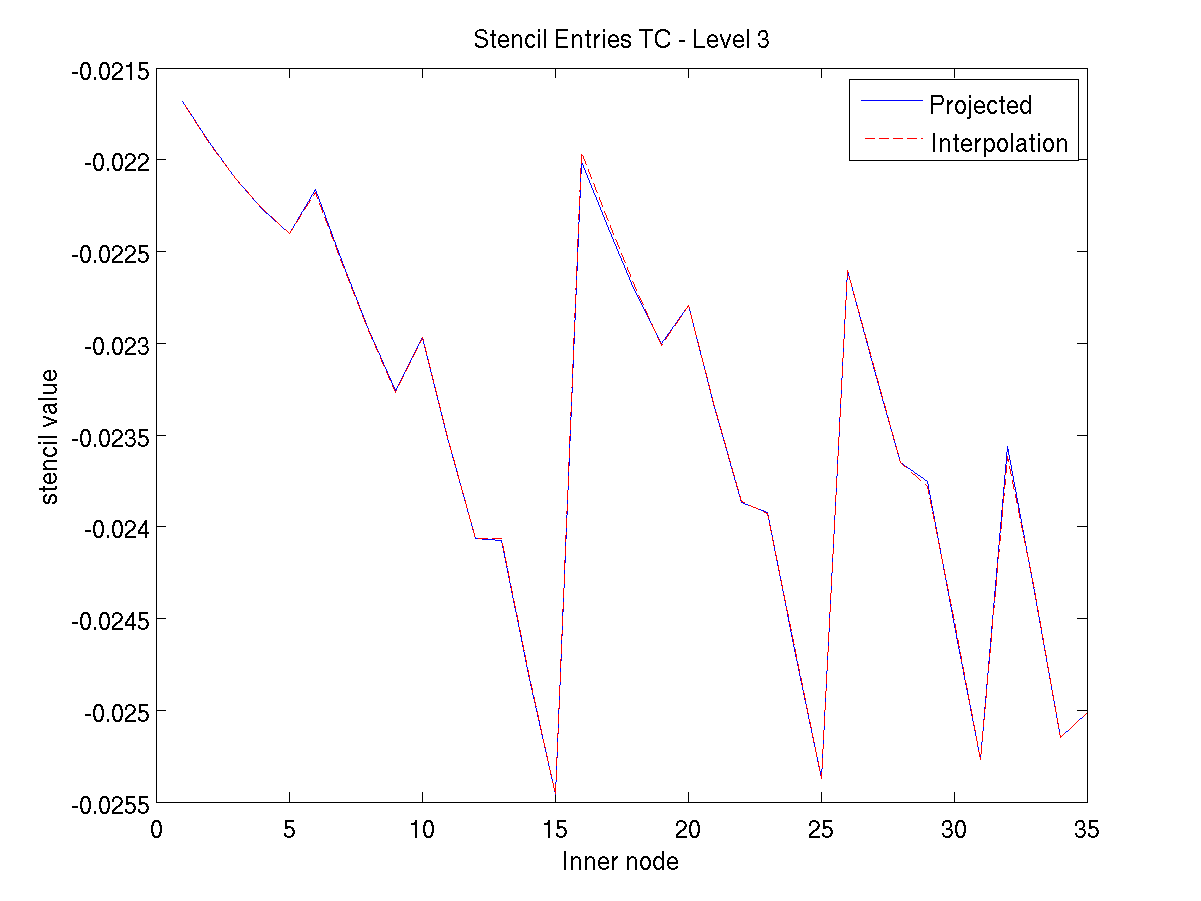 Stencil Entries TC - Level 3
-0.0215
-0.022
-0.0225
-0.023
-0.0235
-0.024
-0.0245
-0.025
-0.0255
stencil value
Projected
Interpolation
0 5 10 15 20 25 30 35
Inner node